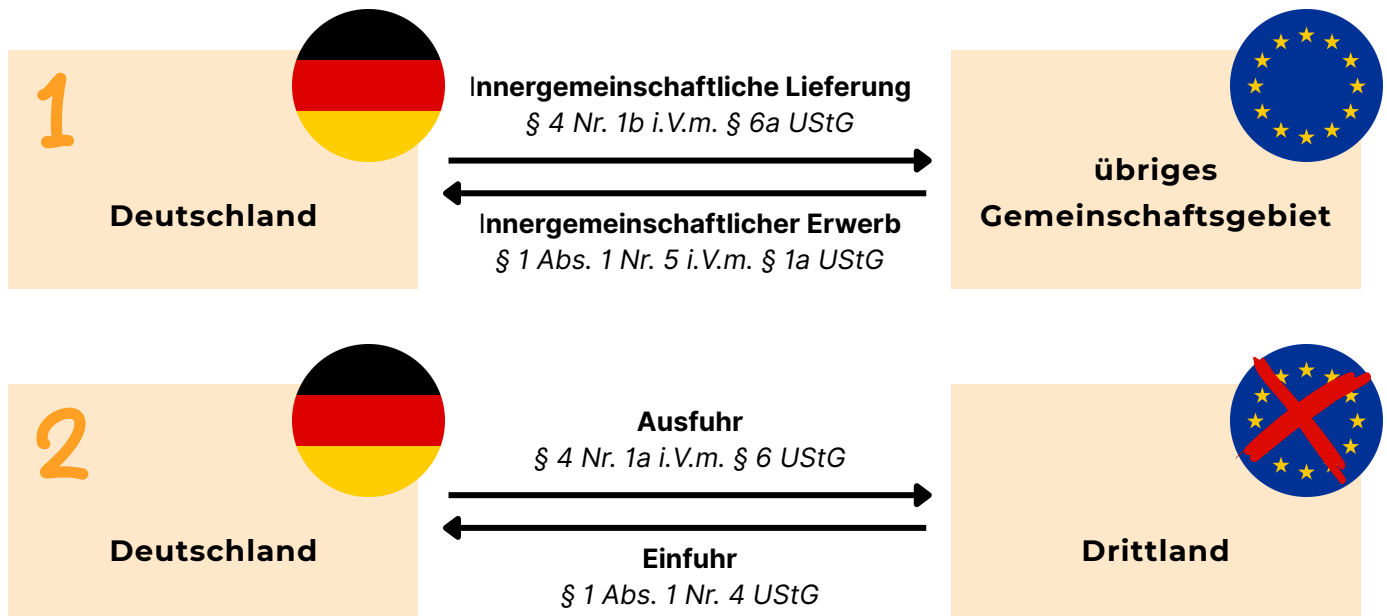 1
Deutschland
Innergemeinschaftliche Lieferung
§ 4 Nr. 1b i.V.m. § 6a UStG
Innergemeinschaftlicher Erwerb
§ 1 Abs. 1 Nr. 5 i.V.m. § 1a UStG
übriges
Gemeinschaftsgebiet
2
Deutschland
Ausfuhr
§ 4 Nr. 1a i.V.m. § 6 UStG
Einfuhr
§ 1 Abs. 1 Nr. 4 UStG
Drittland